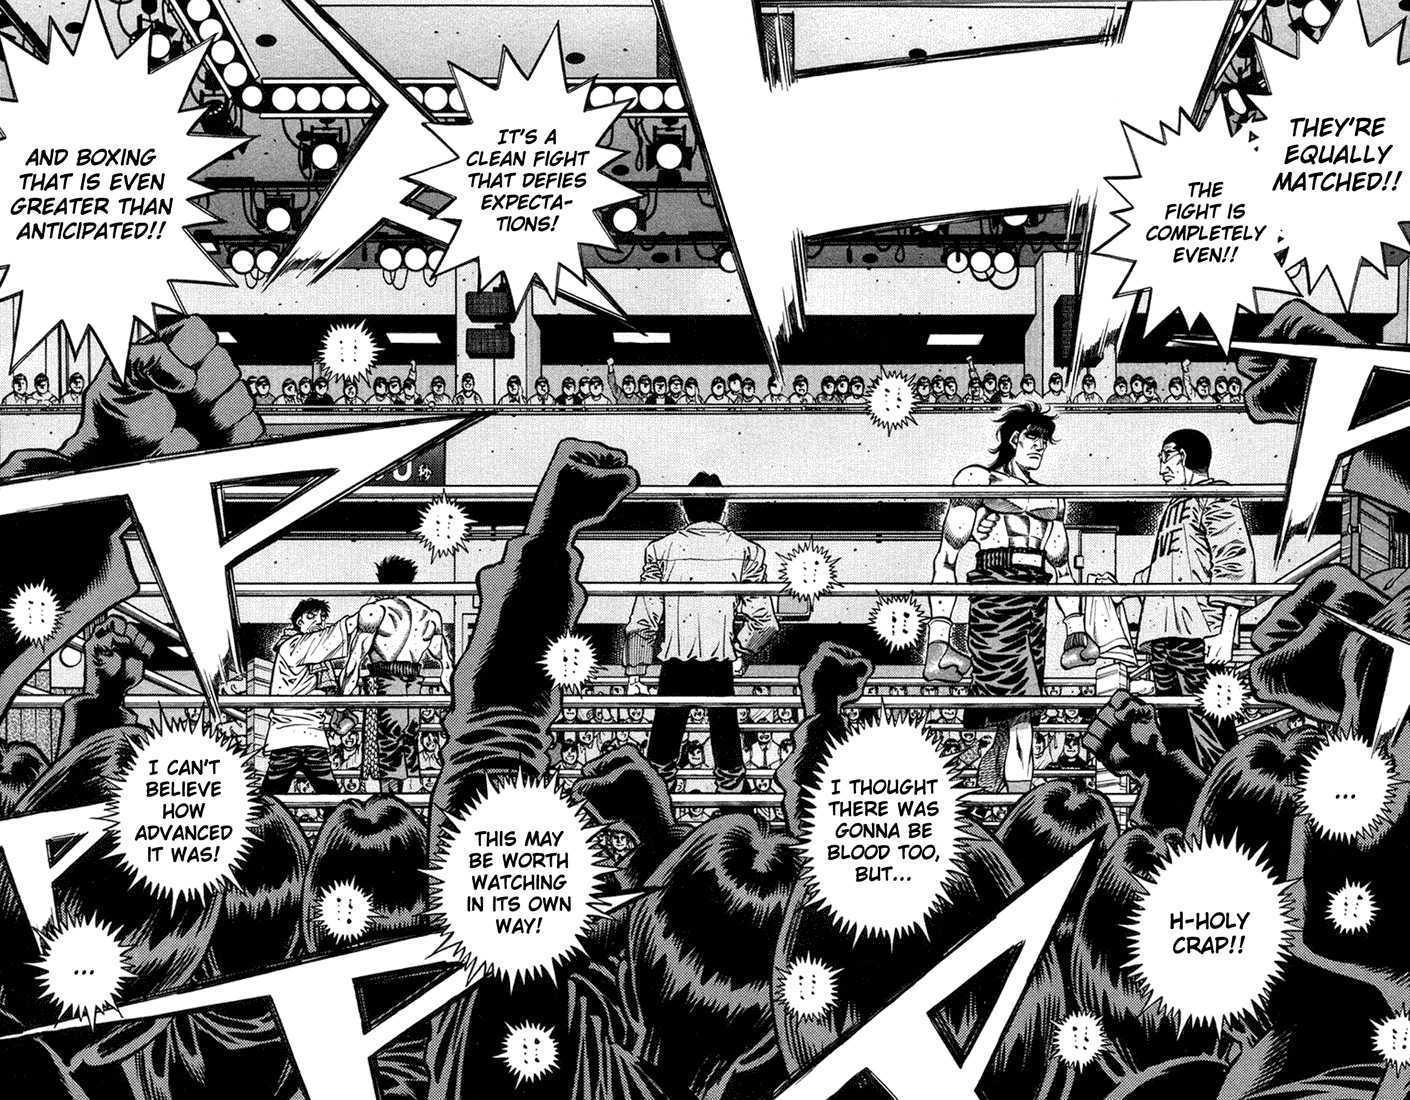 THEY'RE
EQUALLY
MATCHED!!
THE
FIGHT IS
COMPLETELY
EVEN!!
IT'S A
CLEAN FIGHT
THAT DEFIES
EXPECTA-
TIONS!
AND BOXING
THAT IS EVEN
GREATER THAN
ANTICIPATED!!
秒
...
H-HOLY
CRAP!!
I THOUGHT
THERE WAS
GONNA BE
BLOOD TOO,
BUT...
THIS MAY
BE WORTH
WATCHING
IN ITS OWN
WAY!
I CAN'T
BELIEVE
HOW
ADVANCED
IT WAS!
...